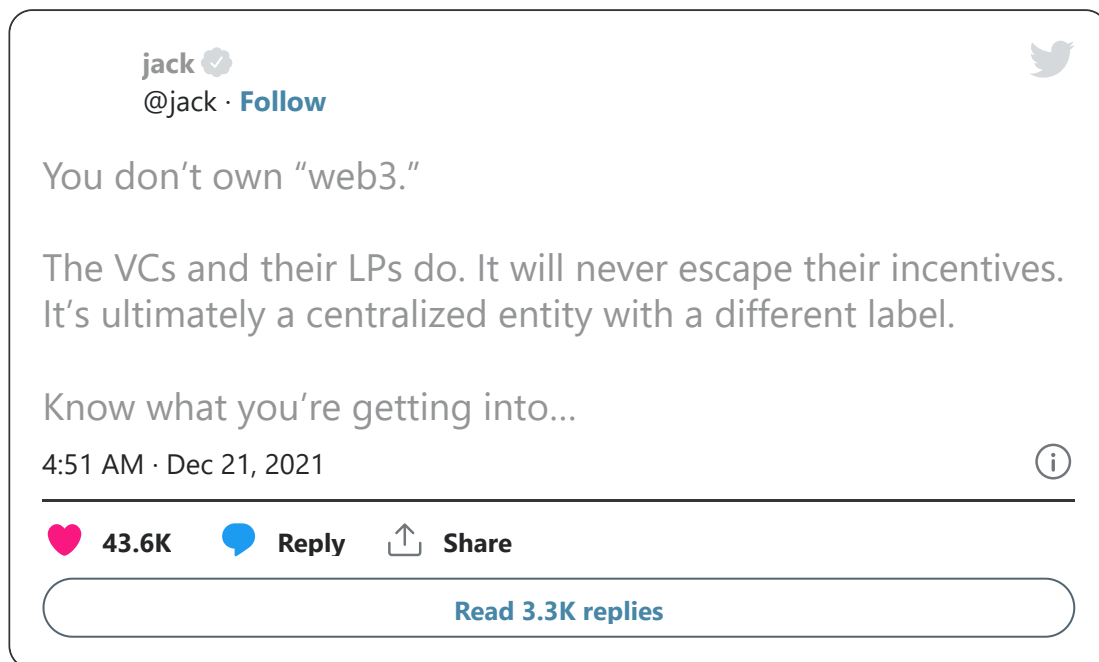 jack
@jack · Follow
You don’t own “web3.”
The VCs and their LPs do. It will never escape their incentives.
It’s ultimately a centralized entity with a different label.
Know what you’re getting into…
4:51 AM · Dec 21, 2021
43.6K Reply Share
Read 3.3K replies